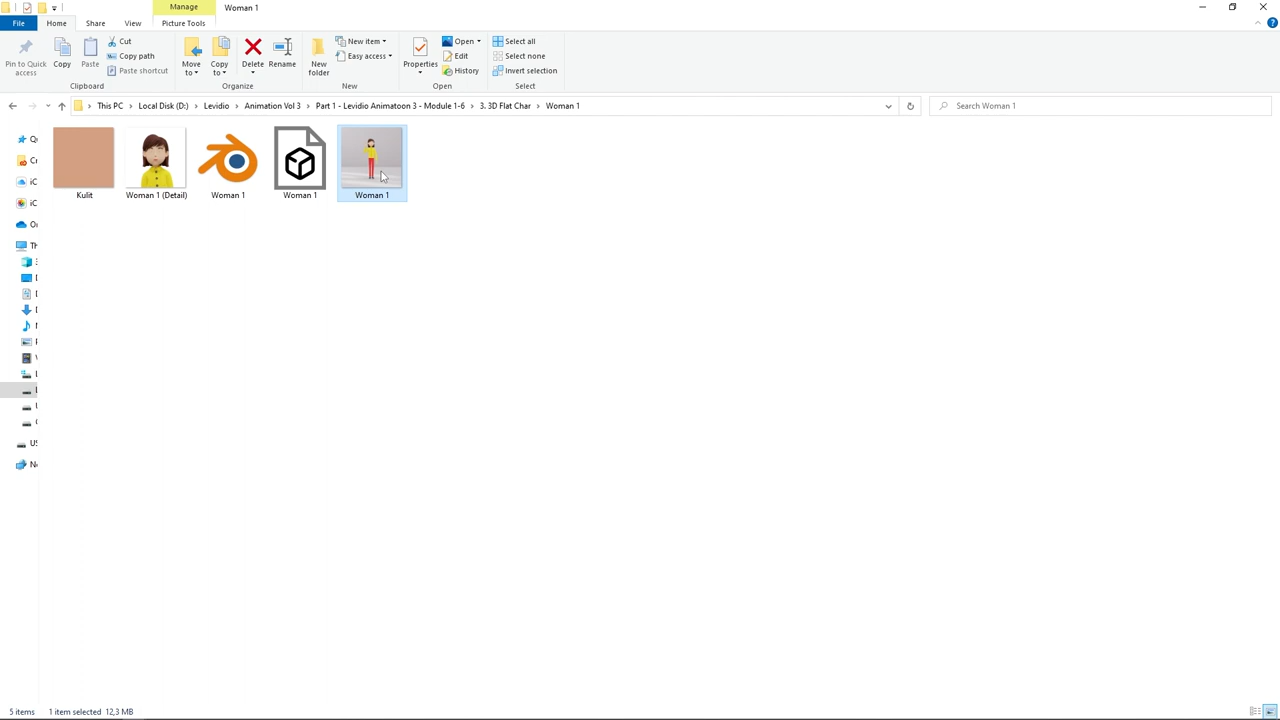 Manage
Woman 1
File
Home
Share
View
Picture Tools
Pin to Quick access
Copy
Paste
Cut
Copy path
Paste shortcut
Clipboard
Move to
Copy to
Delete
Rename
Organize
New folder
New item
Easy access
New
Properties
Open
Edit
History
Open
Select all
Select none
Invert selection
Select
This PC
Local Disk (D:)
Levidio
Animation Vol 3
Part 1 - Levidio Animatoon 3 - Module 1-6
3. 3D Flat Char
Woman 1
Search Woman 1
Kulit
Woman 1 (Detail)
Woman 1
Woman 1
Woman 1
5 items
1 item selected
12,3 MB